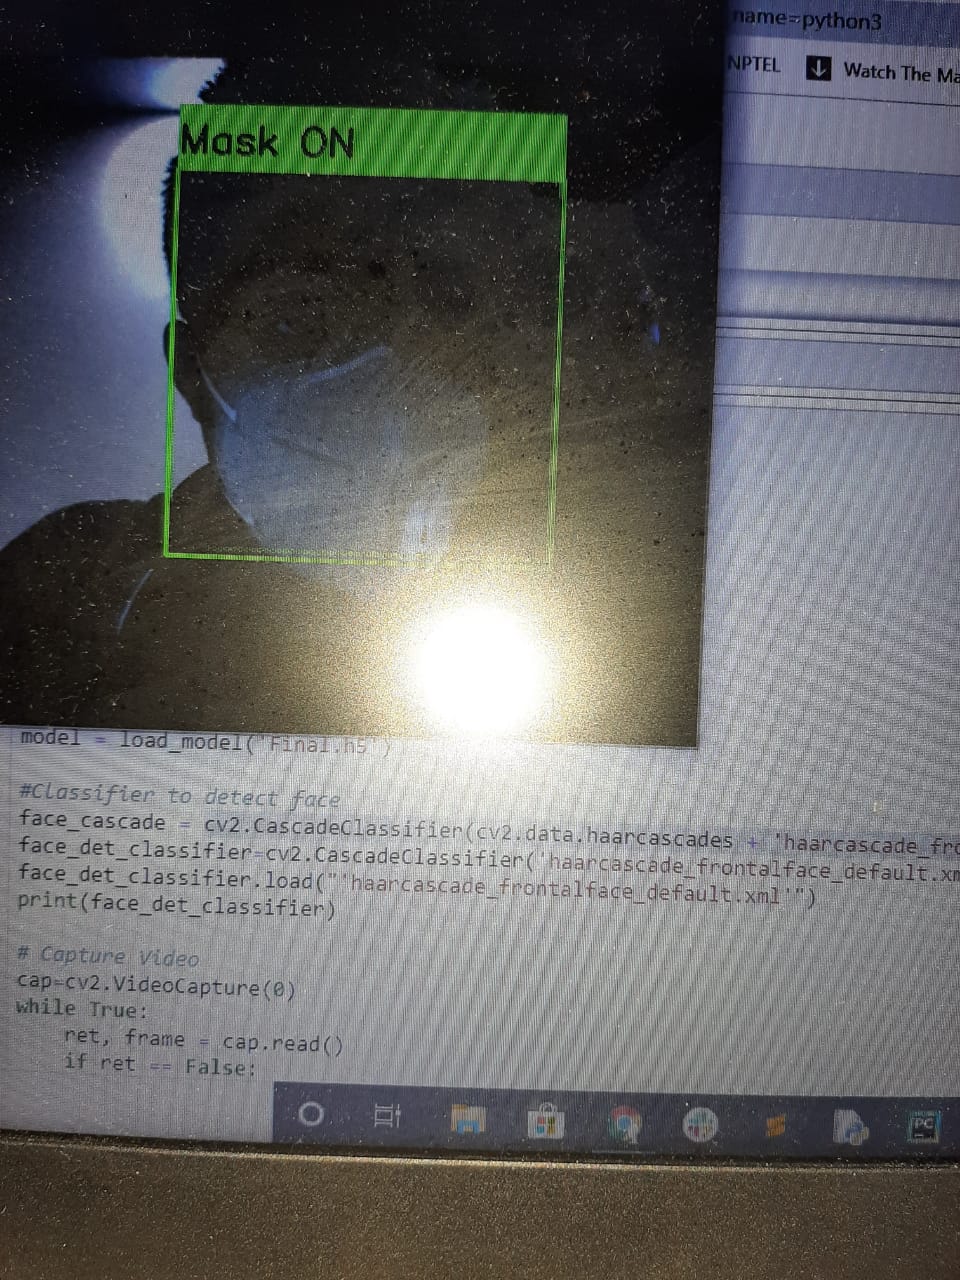 name=python3
NPTEL
Watch The Ma
Mask ON
model = load_model('Final.h5')
#Classifier to detect face
face_cascade = cv2.CascadeClassifier(cv2.data.haarcascades + 'haarcascade_fro
face_det_classifier=cv2.CascadeClassifier('haarcascade_frontalface_default.xm
face_det_classifier.load("'haarcascade_frontalface_default.xml'")
print(face_det_classifier)
# Capture Video
cap=cv2.VideoCapture(0)
while True:
ret, frame = cap.read()
if ret == False:
PC